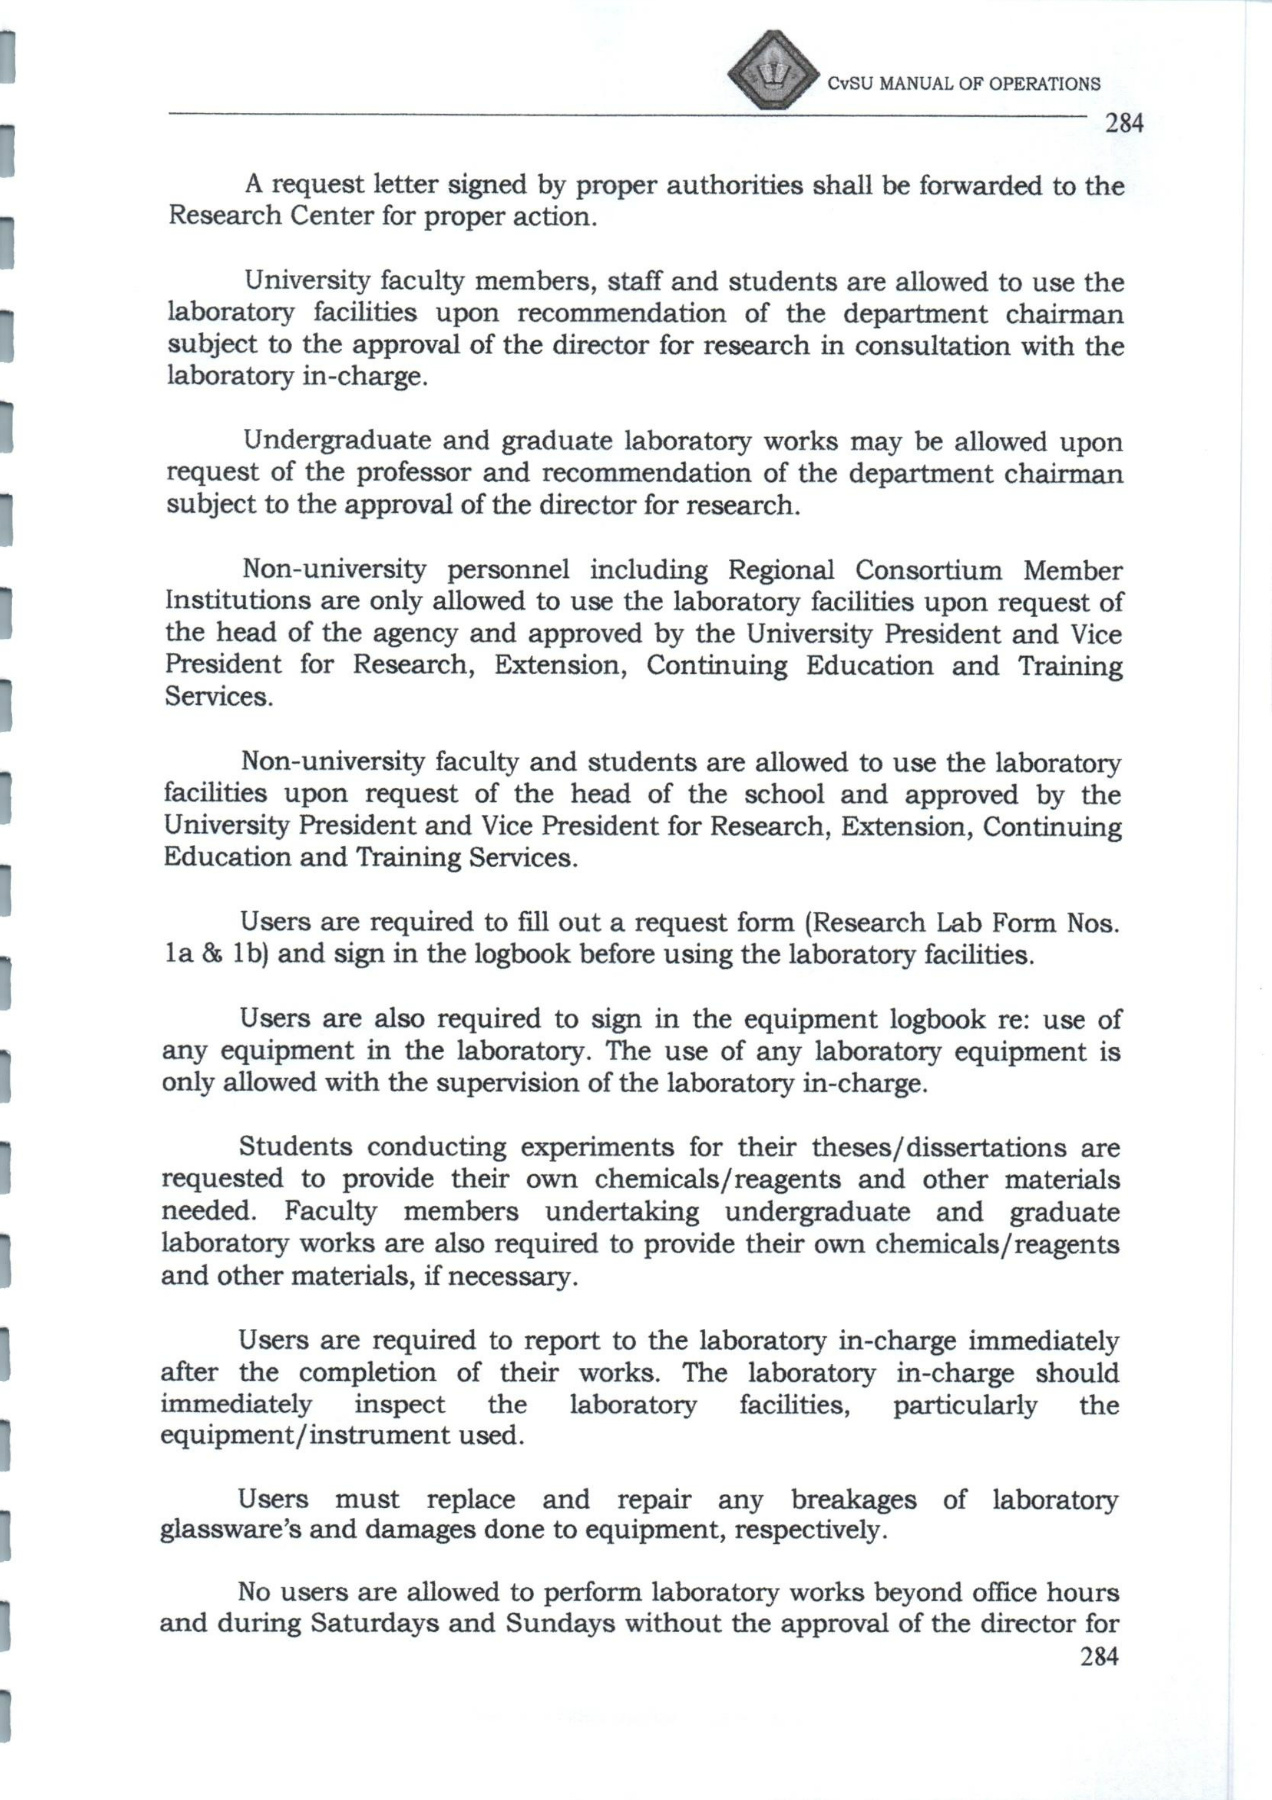 CvSU MANUAL OF OPERATIONS
284
A request letter signed by proper authorities shall be forwarded to the
Research Center for proper action.
University faculty members, staff and students are allowed to use the
laboratory facilities upon recommendation of the department chairman
subject to the approval of the director for research in consultation with the
laboratory in-charge.
Undergraduate and graduate laboratory works may be allowed upon
request of the professor and recommendation of the department chairman
subject to the approval of the director for research.
Non-university personnel including Regional Consortium Member
Institutions are only allowed to use the laboratory facilities upon request of
the head of the agency and approved by the University President and Vice
President for Research, Extension, Continuing Education and Training
Services.
Non-university faculty and students are allowed to use the laboratory
facilities upon request of the head of the school and approved by the
University President and Vice President for Research, Extension, Continuing
Education and Training Services.
Users are required to fill out a request form (Research Lab Form Nos.
1a & 1b) and sign in the logbook before using the laboratory facilities.
Users are also required to sign in the equipment logbook re: use of
any equipment in the laboratory. The use of any laboratory equipment is
only allowed with the supervision of the laboratory in-charge.
Students conducting experiments for their theses/dissertations are
requested to provide their own chemicals/reagents and other materials
needed. Faculty members undertaking undergraduate and graduate
laboratory works are also required to provide their own chemicals/reagents
and other materials, if necessary.
Users are required to report to the laboratory in-charge immediately
after the completion of their works. The laboratory in-charge should
immediately inspect the laboratory facilities, particularly the
equipment/instrument used.
Users must replace and repair any breakages of laboratory
glassware's and damages done to equipment, respectively.
No users are allowed to perform laboratory works beyond office hours
and during Saturdays and Sundays without the approval of the director for
284